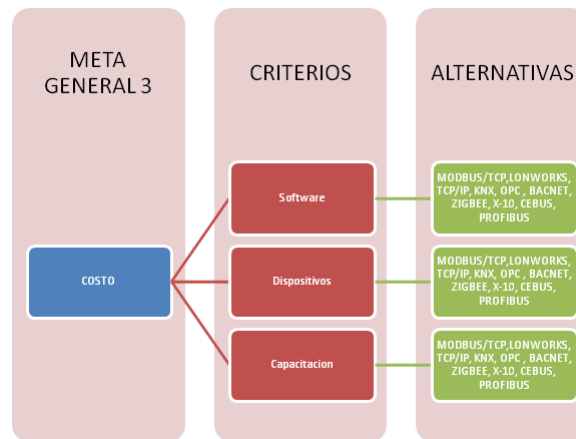 META
GENERAL 3
CRITERIOS
ALTERNATIVAS
COSTO
Software
MODBUS/TCP,LONWORKS,
TCP/IP, KNX, OPC , BACNET,
ZIGBEE, X-10, CEBUS,
PROFIBUS
Dispositivos
MODBUS/TCP,LONWORKS,
TCP/IP, KNX, OPC , BACNET,
ZIGBEE, X-10, CEBUS,
PROFIBUS
Capacitacion
MODBUS/TCP,LONWORKS,
TCP/IP, KNX, OPC , BACNET,
ZIGBEE, X-10, CEBUS,
PROFIBUS